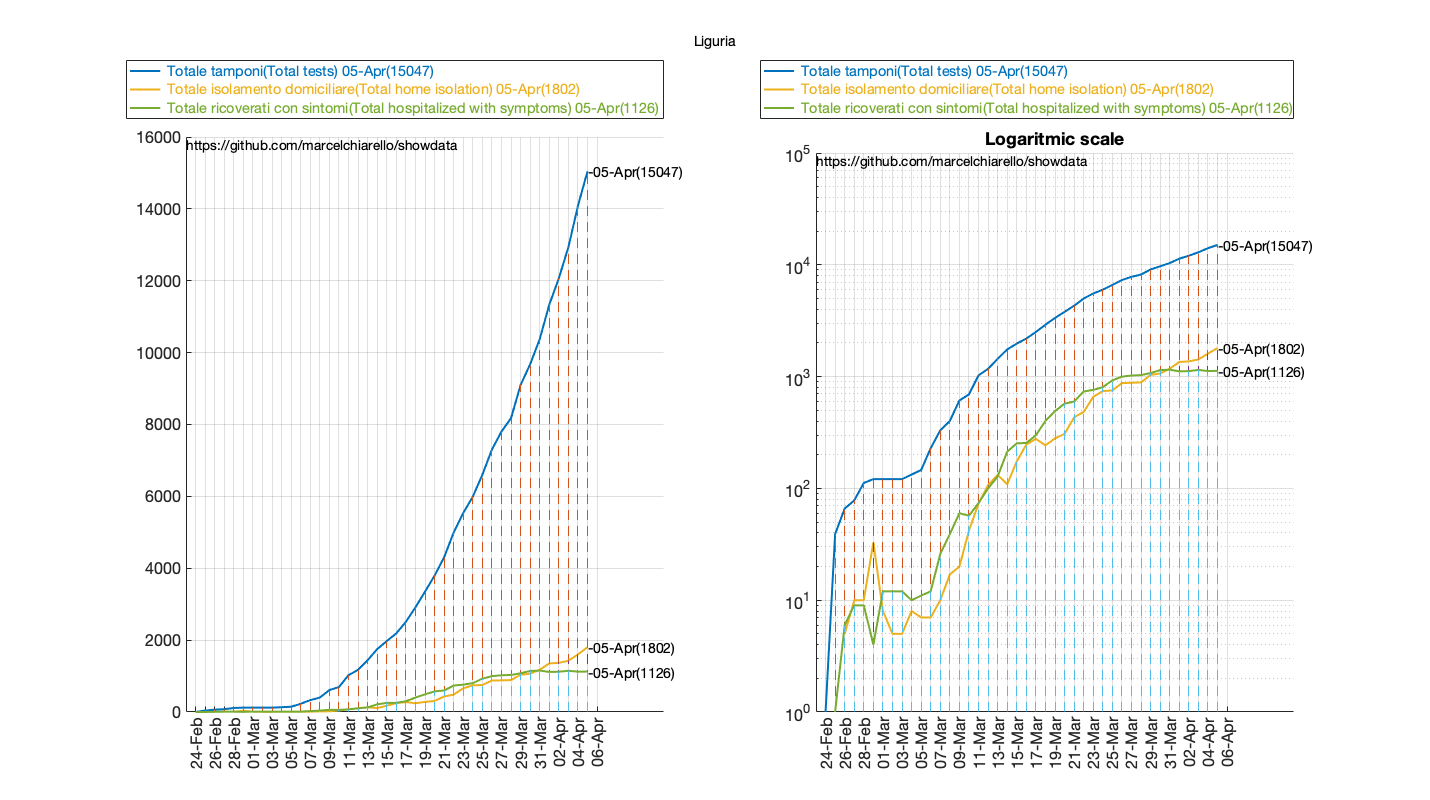 Liguria
Totale tamponi(Total tests) 05-Apr(15047)
Totale isolamento domiciliare(Total home isolation) 05-Apr(1802)
Totale ricoverati con sintomi(Total hospitalized with symptoms) 05-Apr(1126)
https://github.com/marcelchiarello/showdata
16000
14000
12000
10000
8000
6000
4000
2000
0
-05-Apr(15047)
-05-Apr(1802)
-05-Apr(1126)
24-Feb
26-Feb
28-Feb
01-Mar
03-Mar
05-Mar
07-Mar
09-Mar
11-Mar
13-Mar
15-Mar
17-Mar
19-Mar
21-Mar
23-Mar
25-Mar
27-Mar
29-Mar
31-Mar
02-Apr
04-Apr
06-Apr
Totale tamponi(Total tests) 05-Apr(15047)
Totale isolamento domiciliare(Total home isolation) 05-Apr(1802)
Totale ricoverati con sintomi(Total hospitalized with symptoms) 05-Apr(1126)
Logaritmic scale
https://github.com/marcelchiarello/showdata
10^5
10^4
10^3
10^2
10^1
10^0
-05-Apr(15047)
-05-Apr(1802)
-05-Apr(1126)
24-Feb
26-Feb
28-Feb
01-Mar
03-Mar
05-Mar
07-Mar
09-Mar
11-Mar
13-Mar
15-Mar
17-Mar
19-Mar
21-Mar
23-Mar
25-Mar
27-Mar
29-Mar
31-Mar
02-Apr
04-Apr
06-Apr